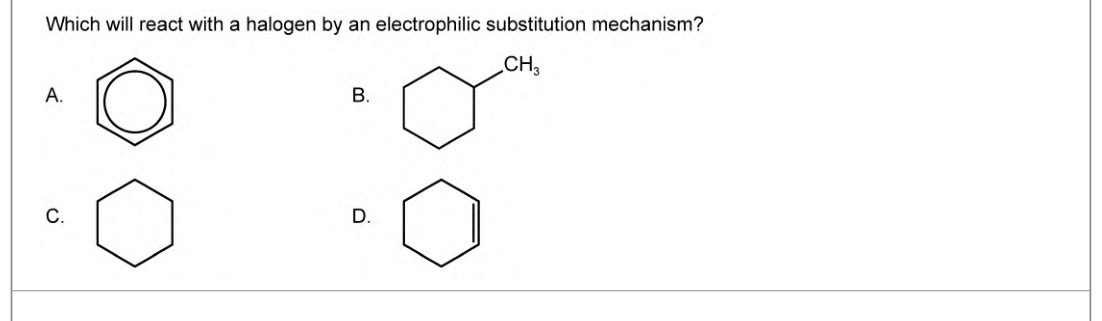 Which will react with a halogen by an electrophilic substitution mechanism?
A.
B.
CH₃
C.
D.